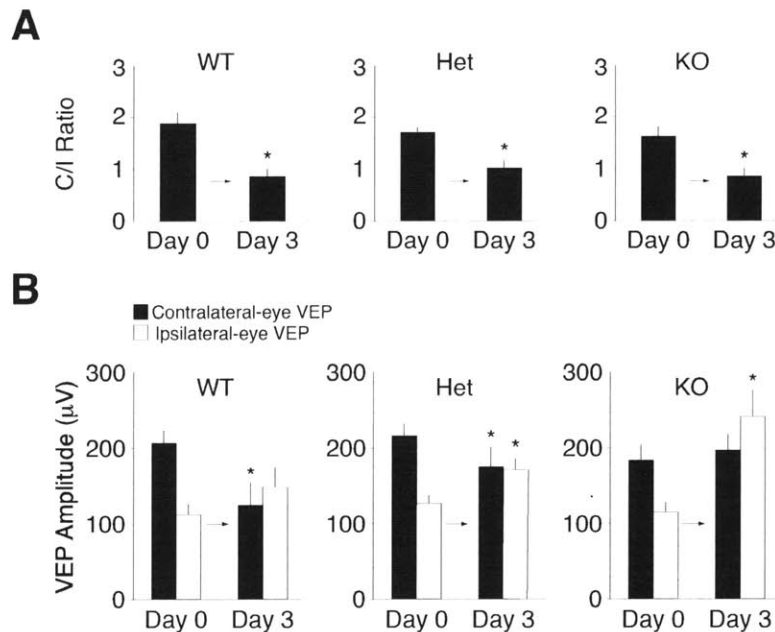 A
WT Het KO
C/I Ratio
3 3 3
2 2 2
* * *
1 1 1
0 0 0
Day 0 Day 3 Day 0 Day 3 Day 0 Day 3
B
Contralateral-eye VEP
Ipsilateral-eye VEP
VEP Amplitude (µV)
300 300 300
WT Het KO
*
200 200 200
* * *
100 100 100
0 0 0
Day 0 Day 3 Day 0 Day 3 Day 0 Day 3